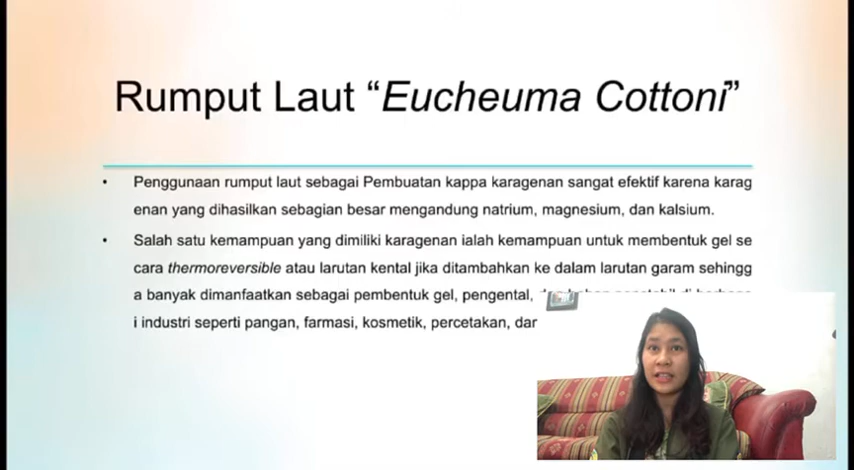 Rumput Laut “Eucheuma Cottoni”
• Penggunaan rumput laut sebagai Pembuatan kappa karagenan sangat efektif karena karag
enan yang dihasilkan sebagian besar mengandung natrium, magnesium, dan kalsium.
• Salah satu kemampuan yang dimiliki karagenan ialah kemampuan untuk membentuk gel se
cara thermoreversible atau larutan kental jika ditambahkan ke dalam larutan garam sehingg
a banyak dimanfaatkan sebagai pembentuk gel, pengental,
i industri seperti pangan, farmasi, kosmetik, percetakan,